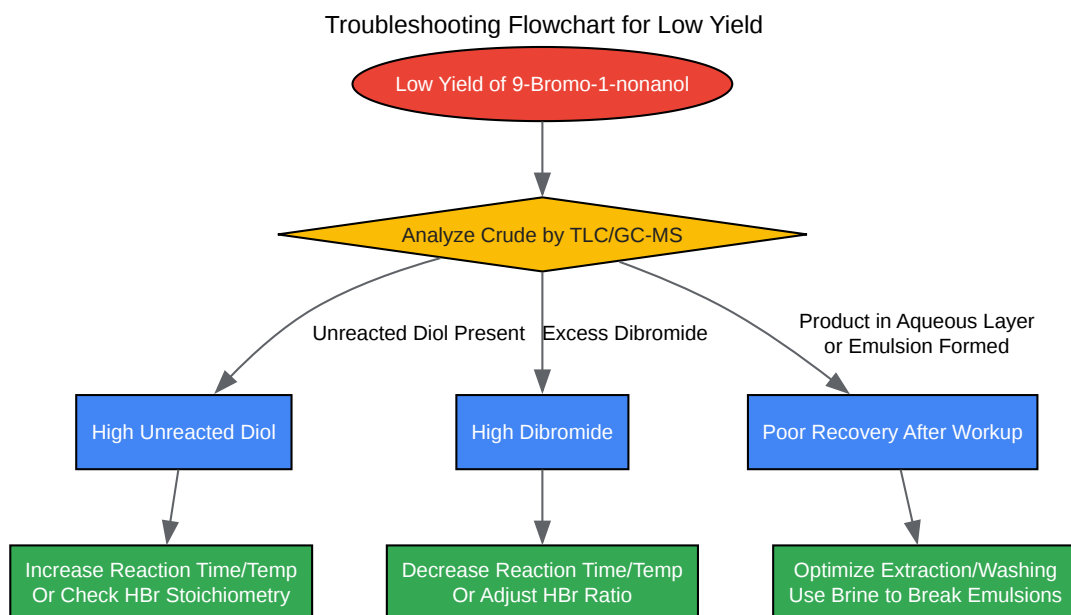 Troubleshooting Flowchart for Low Yield
Low Yield of 9-Bromo-1-nonanol
Analyze Crude by TLC/GC-MS
Unreacted Diol Present
Excess Dibromide
Product in Aqueous Layer
or Emulsion Formed
High Unreacted Diol
High Dibromide
Poor Recovery After Workup
Increase Reaction Time/Temp
Or Check HBr Stoichiometry
Decrease Reaction Time/Temp
Or Adjust HBr Ratio
Optimize Extraction/Washing
Use Brine to Break Emulsions